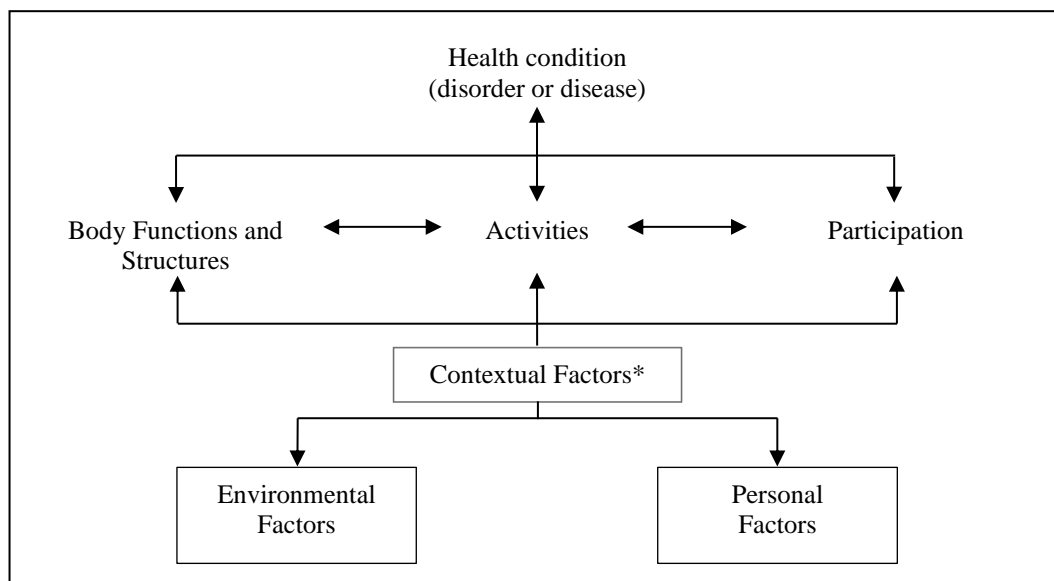 Health condition
(disorder or disease)
Body Functions and
Structures
Activities
Participation
Contextual Factors*
Environmental
Factors
Personal
Factors